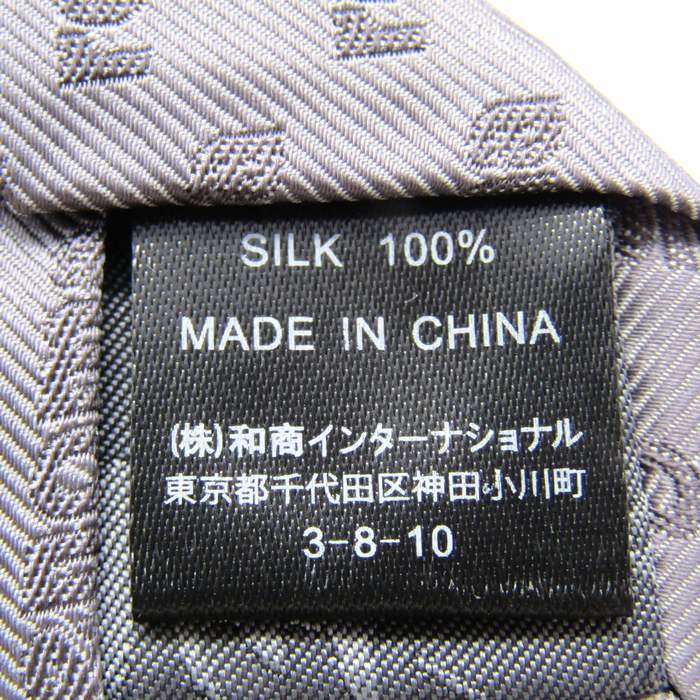 SILK 100%
MADE IN CHINA
(株)和商インターナショナル
東京都千代田区神田小川町
3-8-10